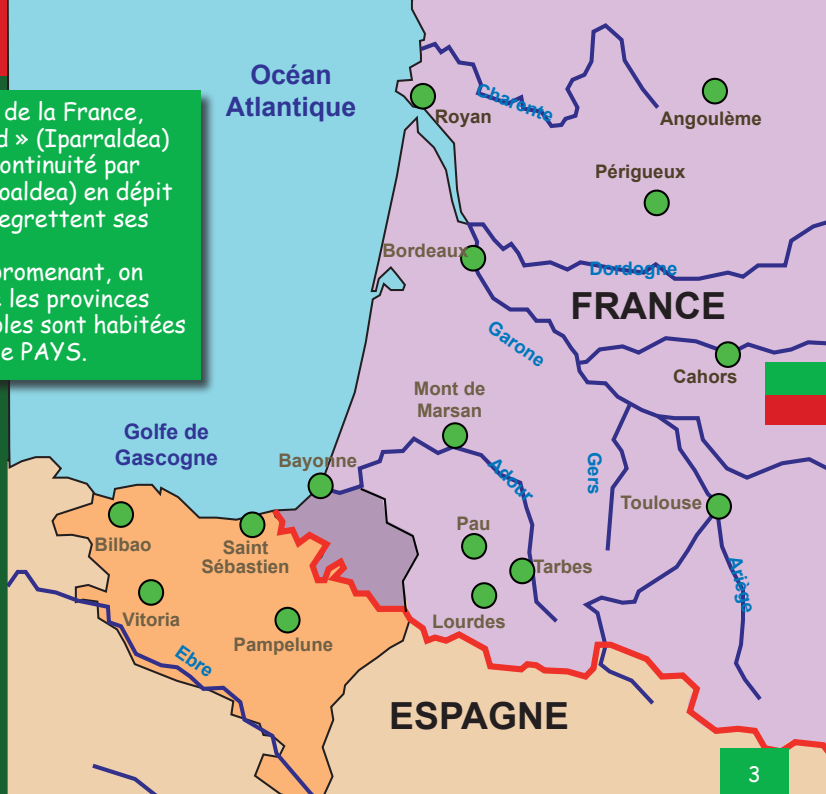 Océan
Atlantique
de la France,
d » (Iparraldea)
ontinuité par
oaldea) en dépit
egrettent ses
promenant, on
les provinces
oles sont habitées
e PAYS.
Royan
Charente
Angoulème
Périgueux
Bordeaux
Dordogne
FRANCE
Garone
Cahors
Mont de
Marsan
Golfe de
Gascogne
Bayonne
Adour
Gers
Toulouse
Bilbao
Saint
Sébastien
Pau
Tarbes
Ariège
Vitoria
Lourdes
Pampelune
Ebre
ESPAGNE
3